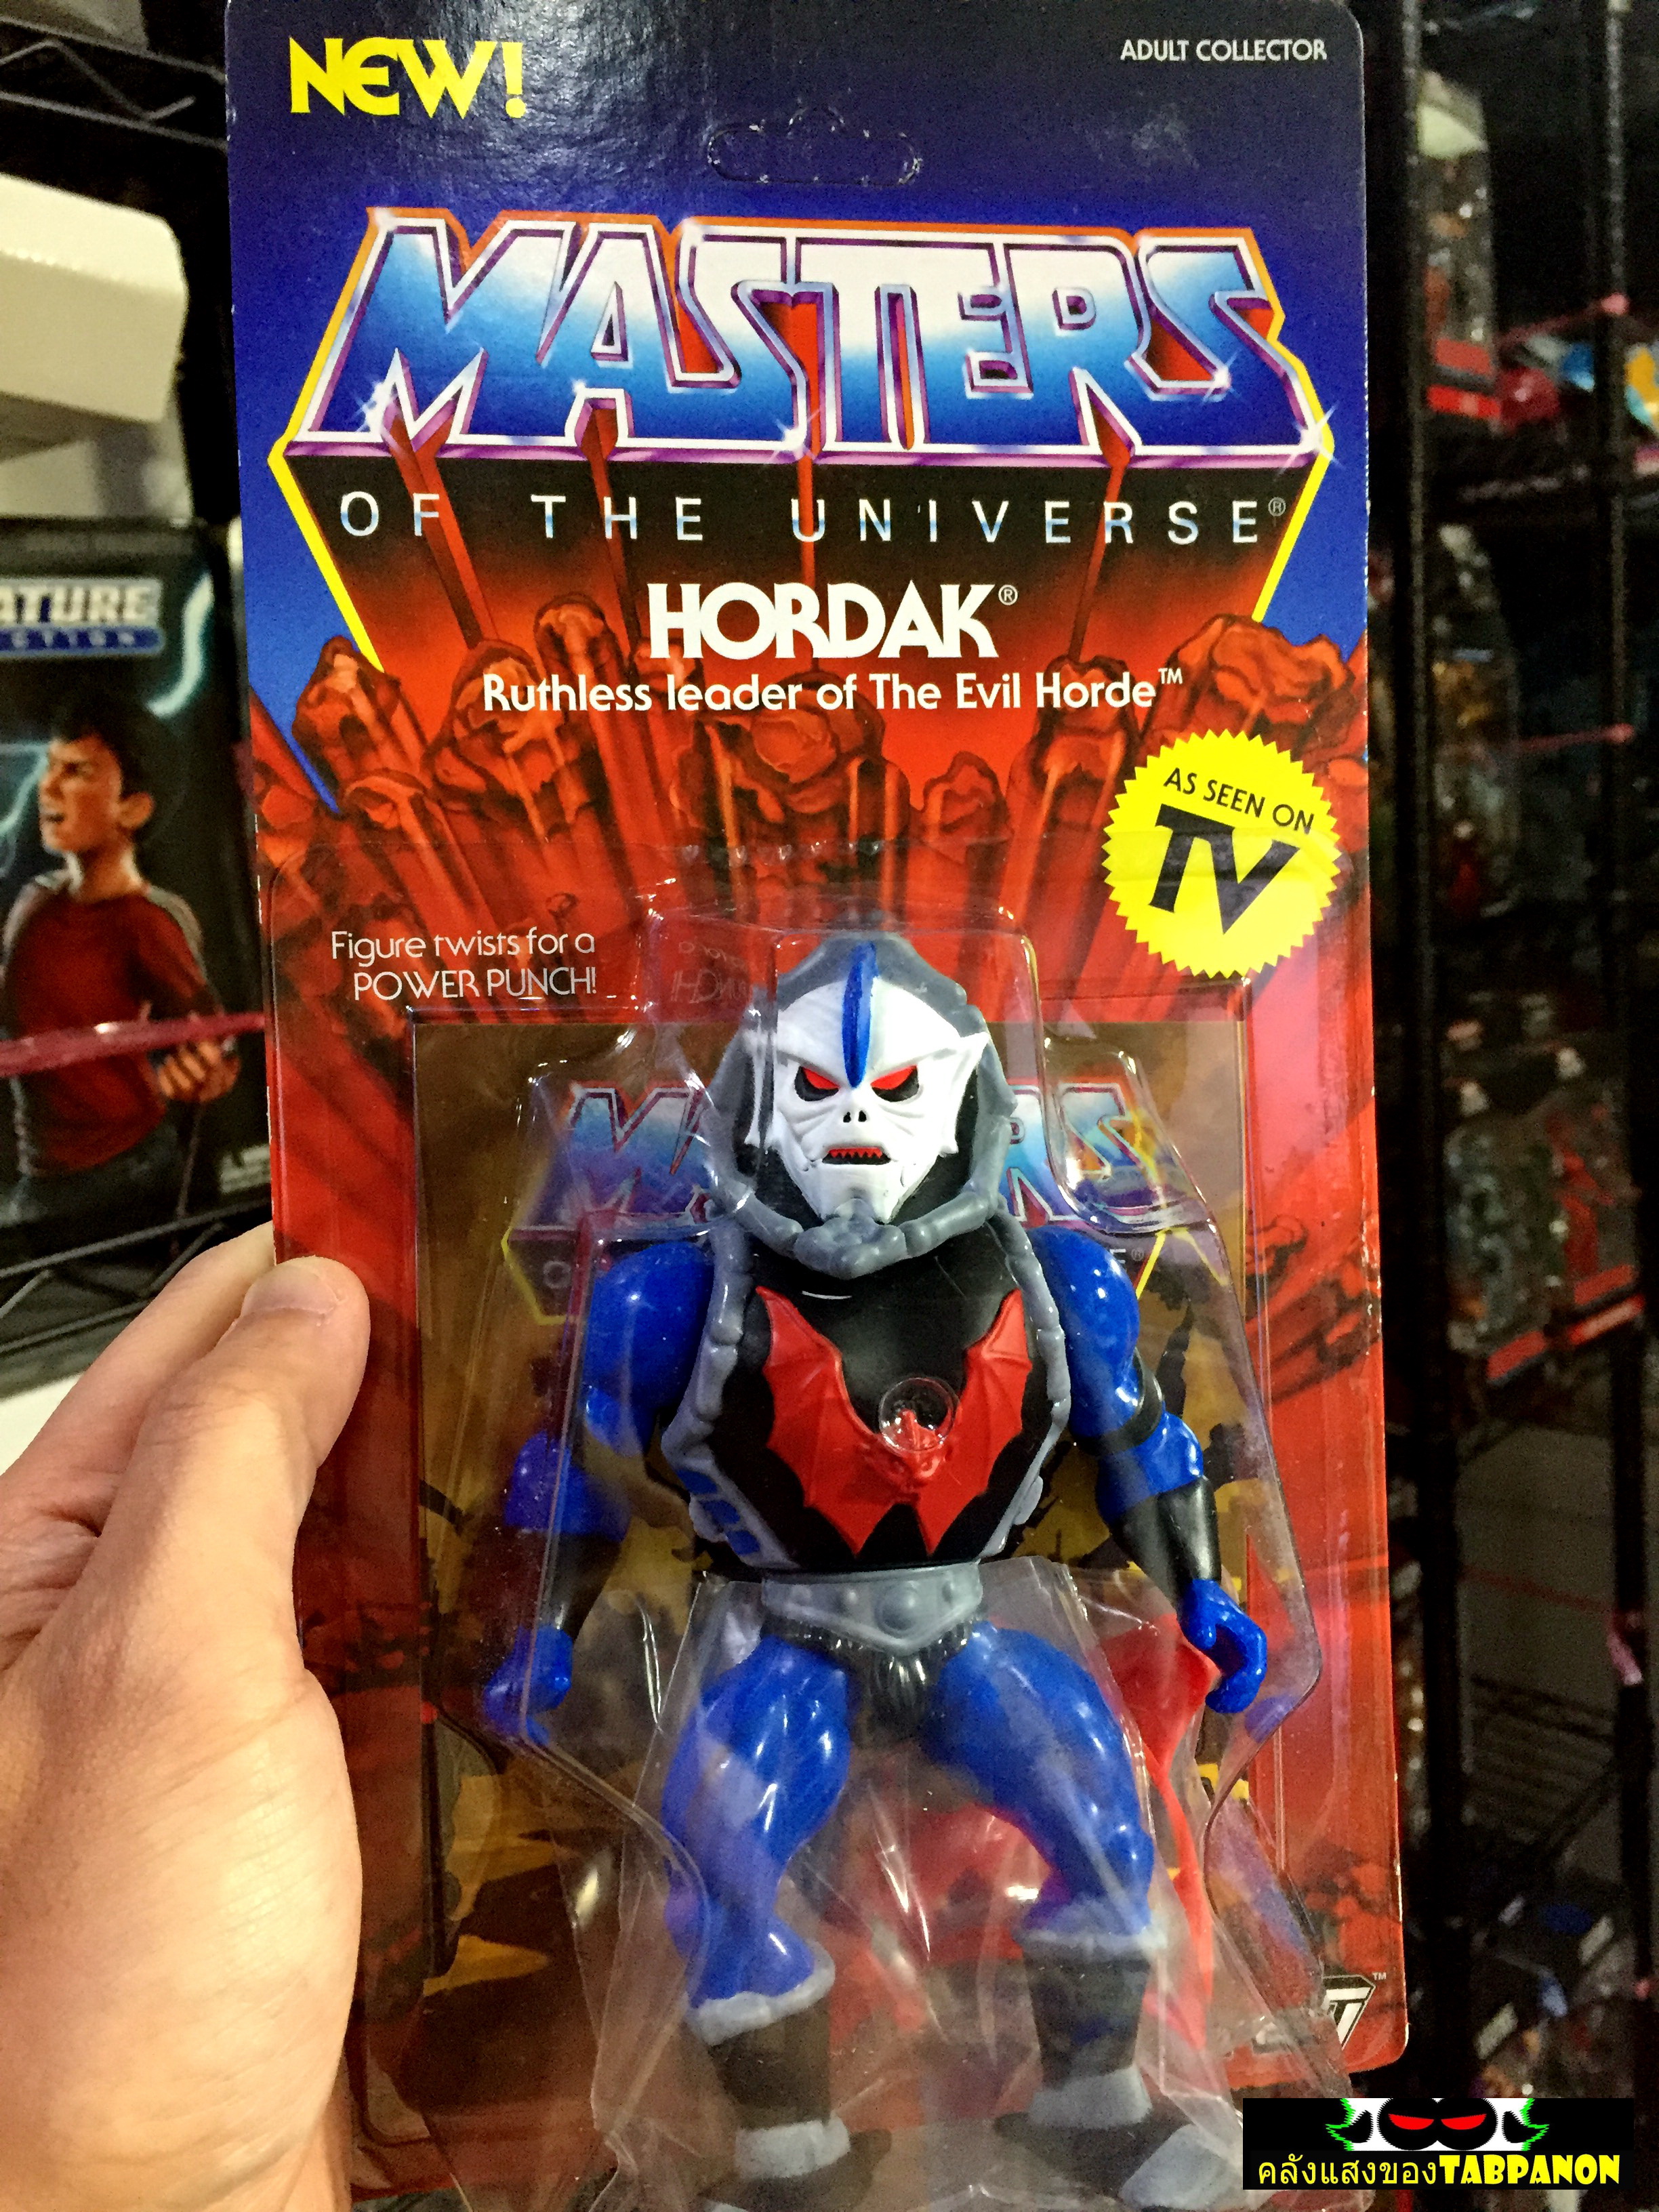 NEW!
ADULT COLLECTOR
MASTERS
OF THE UNIVERSE®
HORDAK®
Ruthless leader of The Evil Horde™
AS SEEN ON
TV
Figure twists for a
POWER PUNCH!
ATURE
คลังแสงของTABPANON